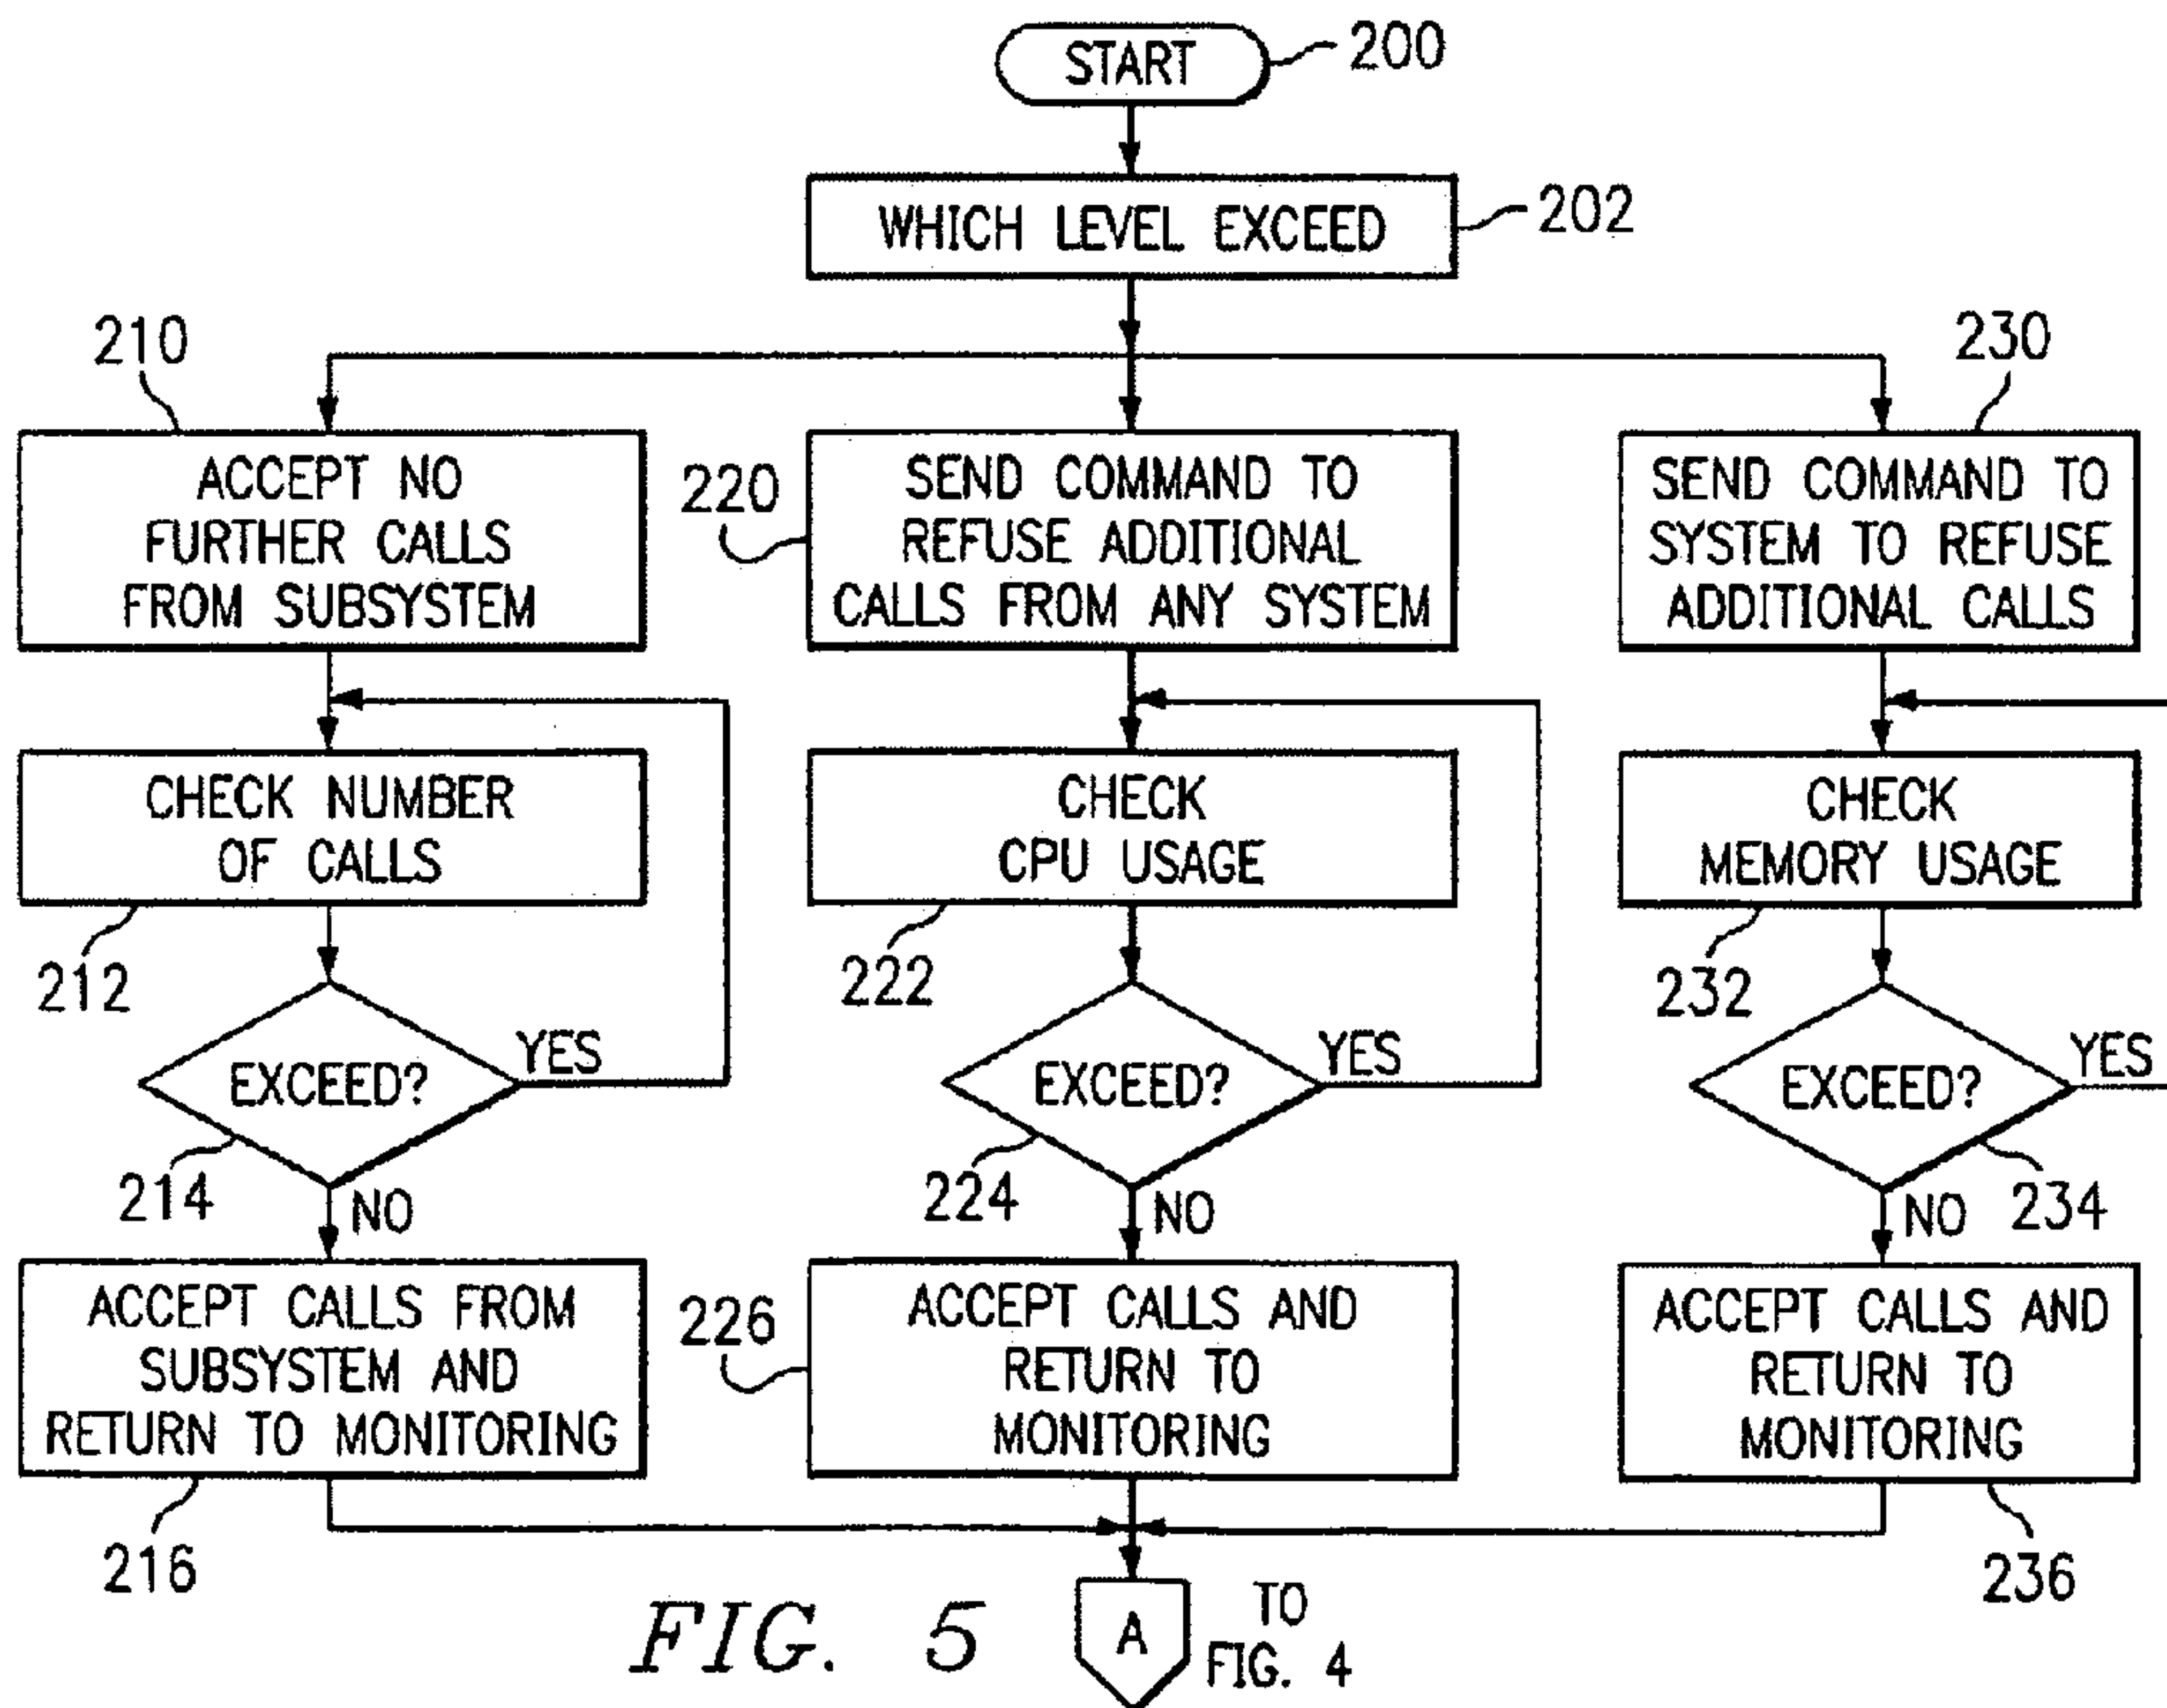 START
200
WHICH LEVEL EXCEED
202
210
ACCEPT NO
FURTHER CALLS
FROM SUBSYSTEM
220
SEND COMMAND TO
REFUSE ADDITIONAL
CALLS FROM ANY SYSTEM
230
SEND COMMAND TO
SYSTEM TO REFUSE
ADDITIONAL CALLS
CHECK NUMBER
OF CALLS
212
CHECK
CPU USAGE
222
CHECK
MEMORY USAGE
232
EXCEED?
YES
214
NO
EXCEED?
YES
224
NO
EXCEED?
YES
234
NO
ACCEPT CALLS FROM
SUBSYSTEM AND
RETURN TO MONITORING
216
226
ACCEPT CALLS AND
RETURN TO
MONITORING
ACCEPT CALLS AND
RETURN TO
MONITORING
236
FIG. 5
A
TO
FIG. 4